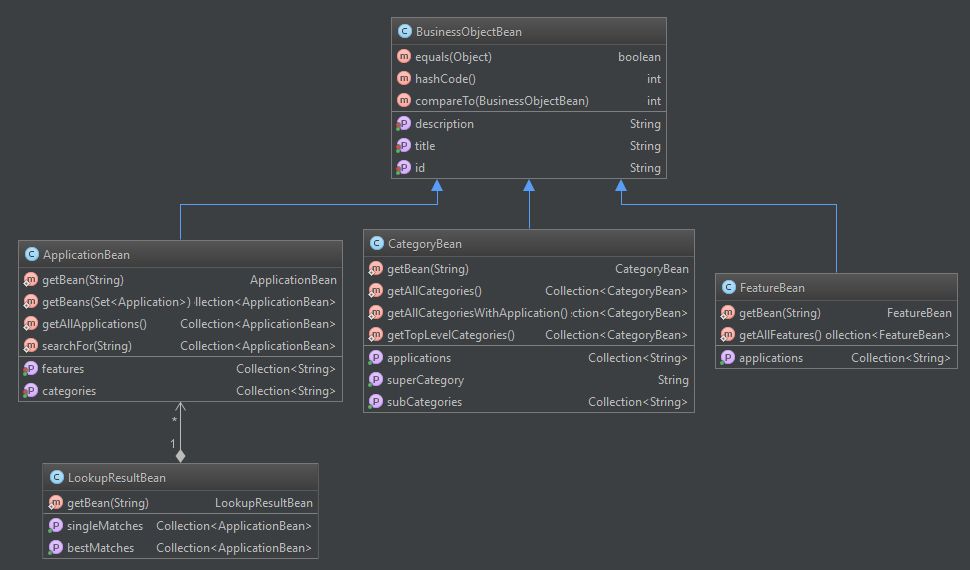 BusinessObjectBean
equals(Object) boolean
hashCode() int
compareTo(BusinessObjectBean) int
description String
title String
id String
ApplicationBean
getBean(String) ApplicationBean
getBeans(Set<Application>) llection<ApplicationBean>
getAllApplications() Collection<ApplicationBean>
searchFor(String) Collection<ApplicationBean>
features Collection<String>
categories Collection<String>
CategoryBean
getBean(String) CategoryBean
getAllCategories() Collection<CategoryBean>
getAllCategoriesWithApplication() ction<CategoryBean>
getTopLevelCategories() Collection<CategoryBean>
applications Collection<String>
superCategory String
subCategories Collection<String>
FeatureBean
getBean(String) FeatureBean
getAllFeatures() ollection<FeatureBean>
applications Collection<String>
*
1
LookupResultBean
getBean(String) LookupResultBean
singleMatches Collection<ApplicationBean>
bestMatches Collection<ApplicationBean>